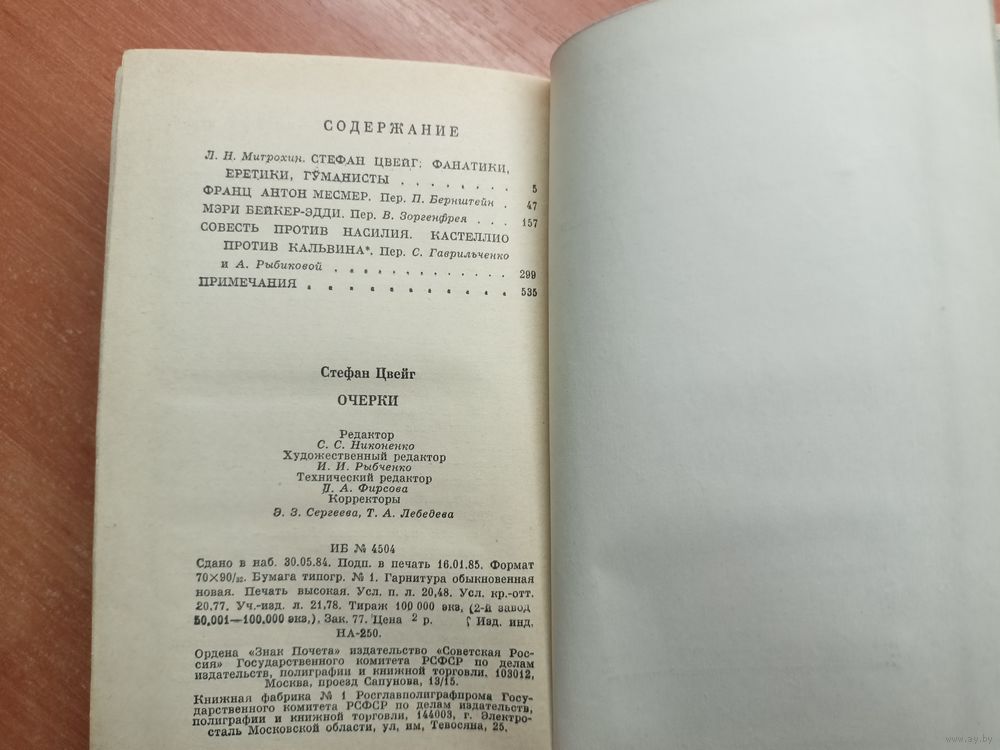 СОДЕРЖАНИЕ
Л. Н. Митрохин. СТЕФАН ЦВЕЙГ: ФАНАТИКИ,
ЕРЕТИКИ, ГУМАНИСТЫ . . . . . . . 5
ФРАНЦ АНТОН МЕСМЕР. Пер. П. Бернштейн . 47
МЭРИ БЕЙКЕР-ЭДДИ. Пер. В. Зоргенфрея . . . 157
СОВЕСТЬ ПРОТИВ НАСИЛИЯ. КАСТЕЛЛИО
ПРОТИВ КАЛЬВИНА*. Пер. С. Гаврильченко
и А. Рыбиковой . . . . . . . . . . . . 299
ПРИМЕЧАНИЯ . . . . . . . . . . 535
Стефан Цвейг
ОЧЕРКИ
Редактор
С. С. Никоненко
Художественный редактор
И. И. Рыбченко
Технический редактор
Л. А. Фирсова
Корректоры
Э. З. Сергеева, Т. А. Лебедева
ИБ № 4504
Сдано в наб. 30.05.84. Подп. в печать 16.01.85. Формат
70×90/32. Бумага типогр. № 1. Гарнитура обыкновенная
новая. Печать высокая. Усл. п. л. 20,48. Усл. кр.-отт.
20,77. Уч.-изд. л. 21,78. Тираж 100 000 экз. (2-й завод
50.001—100.000 экз.). Зак. 77. Цена 2 р. Изд. инд.
НА-250.
Ордена «Знак Почета» издательство «Советская Рос-
сия» Государственного комитета РСФСР по делам
издательств, полиграфии и книжной торговли. 103012,
Москва, проезд Сапунова, 13/15.
Книжная фабрика № 1 Росглавполиграфпрома Госу-
дарственного комитета РСФСР по делам издательств,
полиграфии и книжной торговли, 144003, г. Электро-
сталь Московской области, ул. им. Тевосяна, 25.
www.ay.by